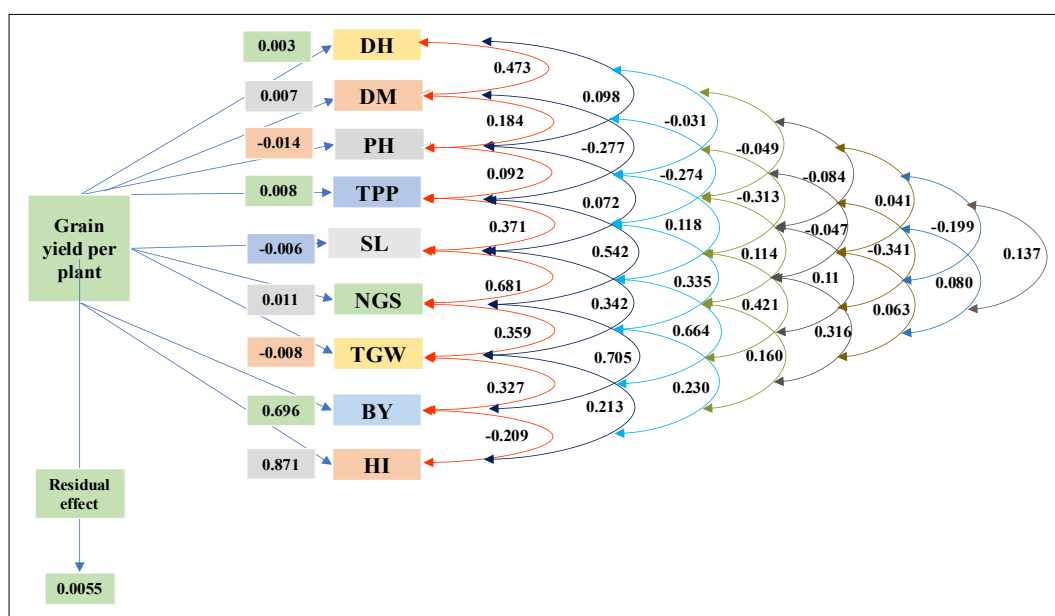 0.003 DH
0.473
0.007 DM 0.098
-0.031
0.184
-0.014 PH -0.277 -0.049
-0.084
0.092 -0.274
0.008 TPP 0.072 -0.313 0.041
Grain
yield per
plant
0.371 0.118 -0.047 -0.199
-0.006 SL 0.542 0.114 -0.341 0.137
0.681 0.335 0.11 0.080
0.011 NGS 0.342 0.421 0.063
0.359 0.664 0.316
-0.008 TGW 0.705 0.160
0.327 0.230
0.696 BY 0.213
-0.209
0.871 HI
Residual
effect
0.0055